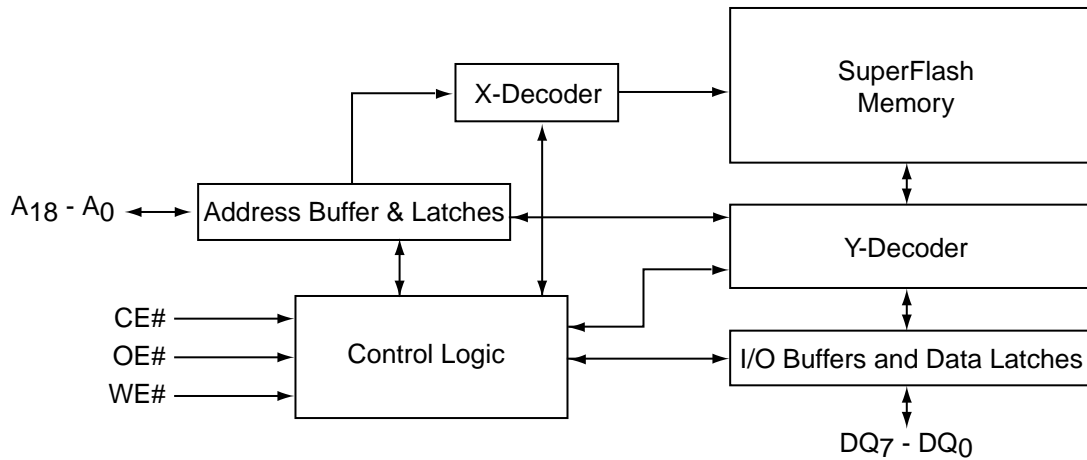 SuperFlash
Memory
X-Decoder
A18 - A0
Address Buffer & Latches
Y-Decoder
CE#
OE#
WE#
Control Logic
I/O Buffers and Data Latches
DQ7 - DQ0